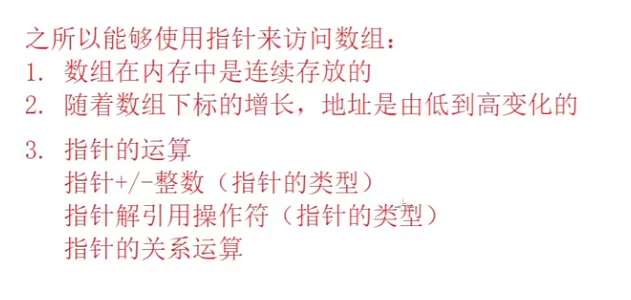 之所以能够使用指针来访问数组：
1. 数组在内存中是连续存放的
2. 随着数组下标的增长，地址是由低到高变化的
3. 指针的运算
指针+/-整数（指针的类型）
指针解引用操作符（指针的类型）
指针的关系运算